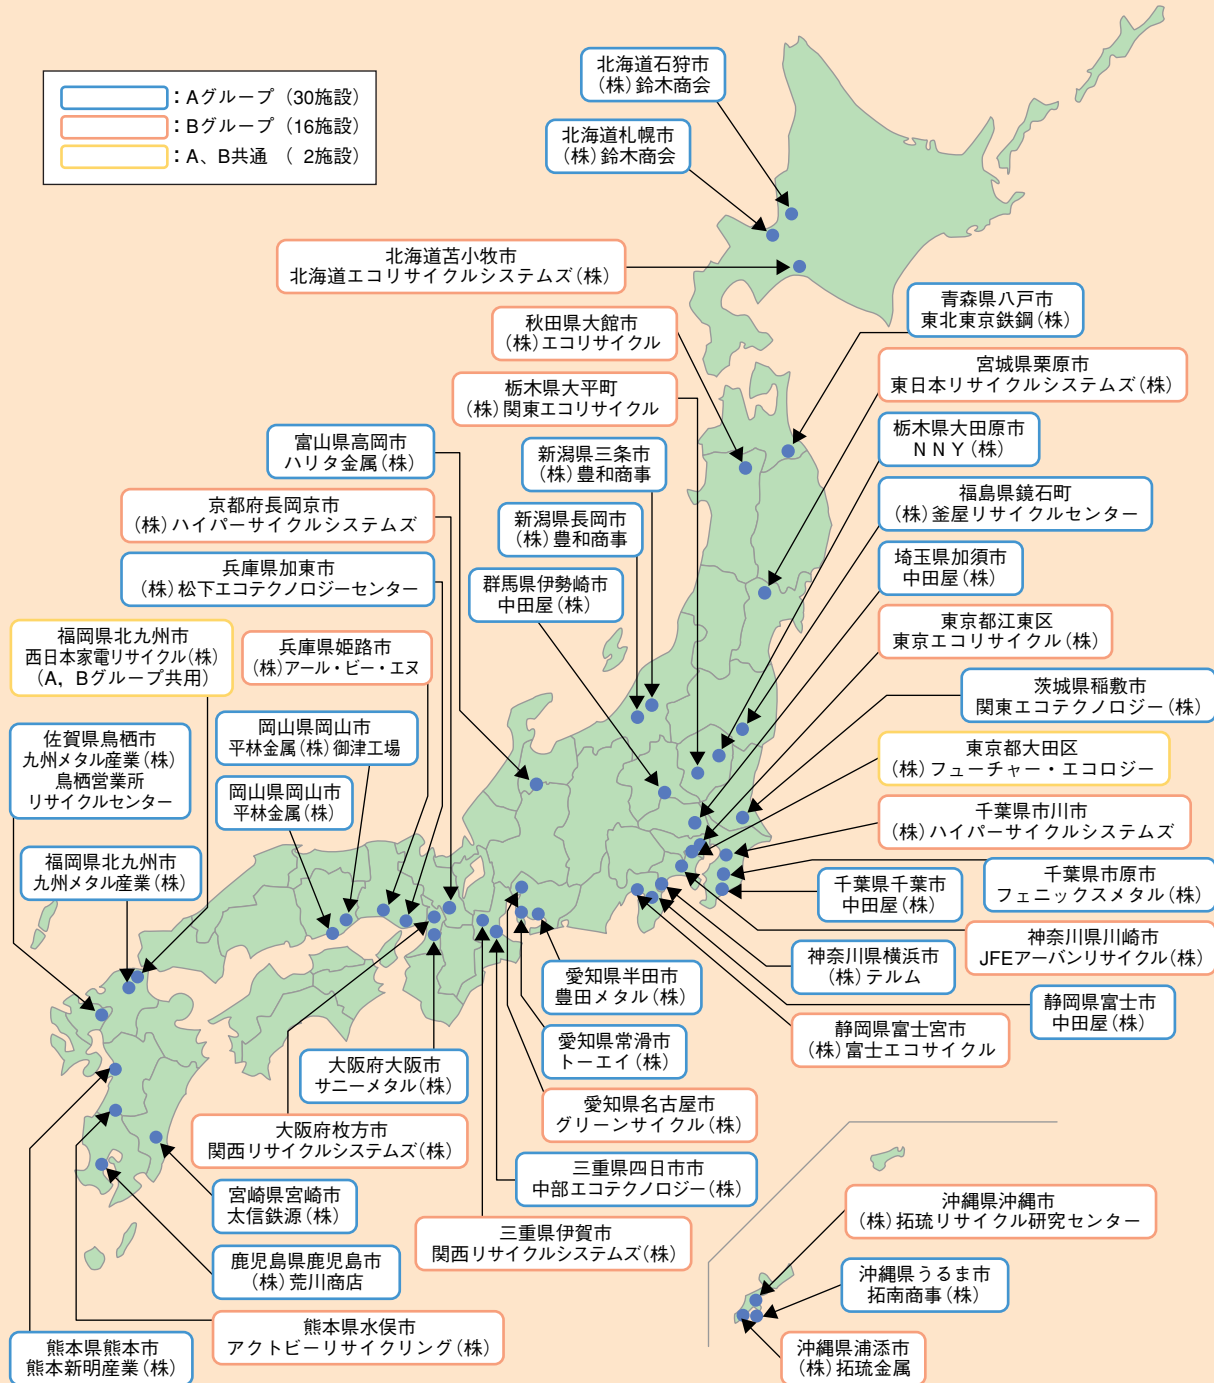 ：Aグループ（30施設）
：Bグループ（16施設）
：A、B共通 （ 2施設）
北海道石狩市
（株）鈴木商会
北海道札幌市
（株）鈴木商会
北海道苫小牧市
北海道エコリサイクルシステムズ（株）
青森県八戸市
東北東京鉄鋼（株）
秋田県大館市
（株）エコリサイクル
宮城県栗原市
東日本リサイクルシステムズ（株）
栃木県大平町
（株）関東エコリサイクル
栃木県大田原市
NNY（株）
富山県高岡市
ハリタ金属（株）
新潟県三条市
（株）豊和商事
福島県鏡石町
（株）釜屋リサイクルセンター
京都府長岡京市
（株）ハイパーサイクルシステムズ
新潟県長岡市
（株）豊和商事
埼玉県加須市
中田屋（株）
兵庫県加東市
（株）松下エコテクノロジーセンター
群馬県伊勢崎市
中田屋（株）
東京都江東区
東京エコリサイクル（株）
福岡県北九州市
西日本家電リサイクル（株）
（A，Bグループ共用）
兵庫県姫路市
（株）アール・ビー・エヌ
茨城県稲敷市
関東エコテクノロジー（株）
岡山県岡山市
平林金属（株）御津工場
佐賀県鳥栖市
九州メタル産業（株）
鳥栖営業所
リサイクルセンター
東京都大田区
（株）フューチャー・エコロジー
岡山県岡山市
平林金属（株）
千葉県市川市
（株）ハイパーサイクルシステムズ
福岡県北九州市
九州メタル産業（株）
千葉県市原市
フェニックスメタル（株）
千葉県千葉市
中田屋（株）
神奈川県川崎市
JFEアーバンリサイクル（株）
神奈川県横浜市
（株）テルム
愛知県半田市
豊田メタル（株）
静岡県富士市
中田屋（株）
静岡県富士宮市
（株）富士エコサイクル
愛知県常滑市
トーエイ（株）
大阪府大阪市
サニーメタル（株）
愛知県名古屋市
グリーンサイクル（株）
大阪府枚方市
関西リサイクルシステムズ（株）
三重県四日市市
中部エコテクノロジー（株）
宮崎県宮崎市
太信鉄源（株）
三重県伊賀市
関西リサイクルシステムズ（株）
沖縄県沖縄市
（株）拓琉リサイクル研究センター
鹿児島県鹿児島市
（株）荒川商店
沖縄県うるま市
拓南商事（株）
熊本県水俣市
アクトビーリサイクリング（株）
熊本県熊本市
熊本新明産業（株）
沖縄県浦添市
（株）拓琉金属